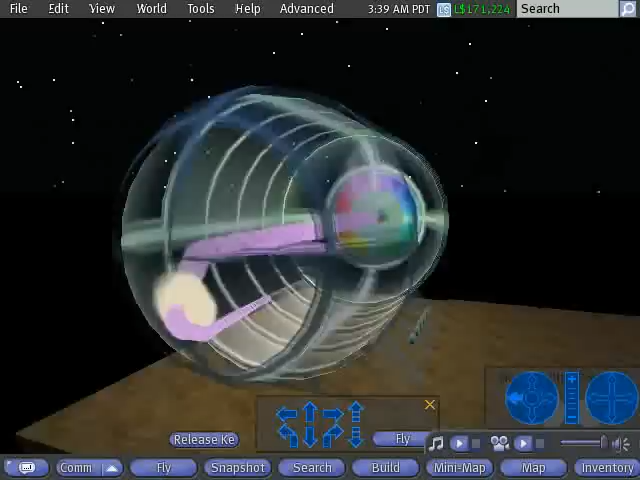 File Edit View World Tools Help Advanced 3:39 AM PDT L$ L$171,224 Search
Release Ke Fly
Comm Fly Snapshot Search Build Mini-Map Map Inventory